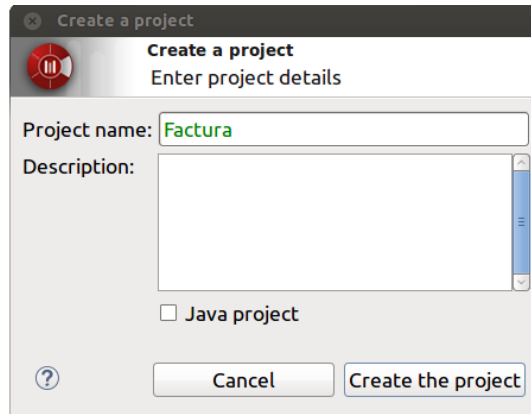 Create a project
Create a project
Enter project details
Project name: Factura
Description:
Java project
? Cancel Create the project